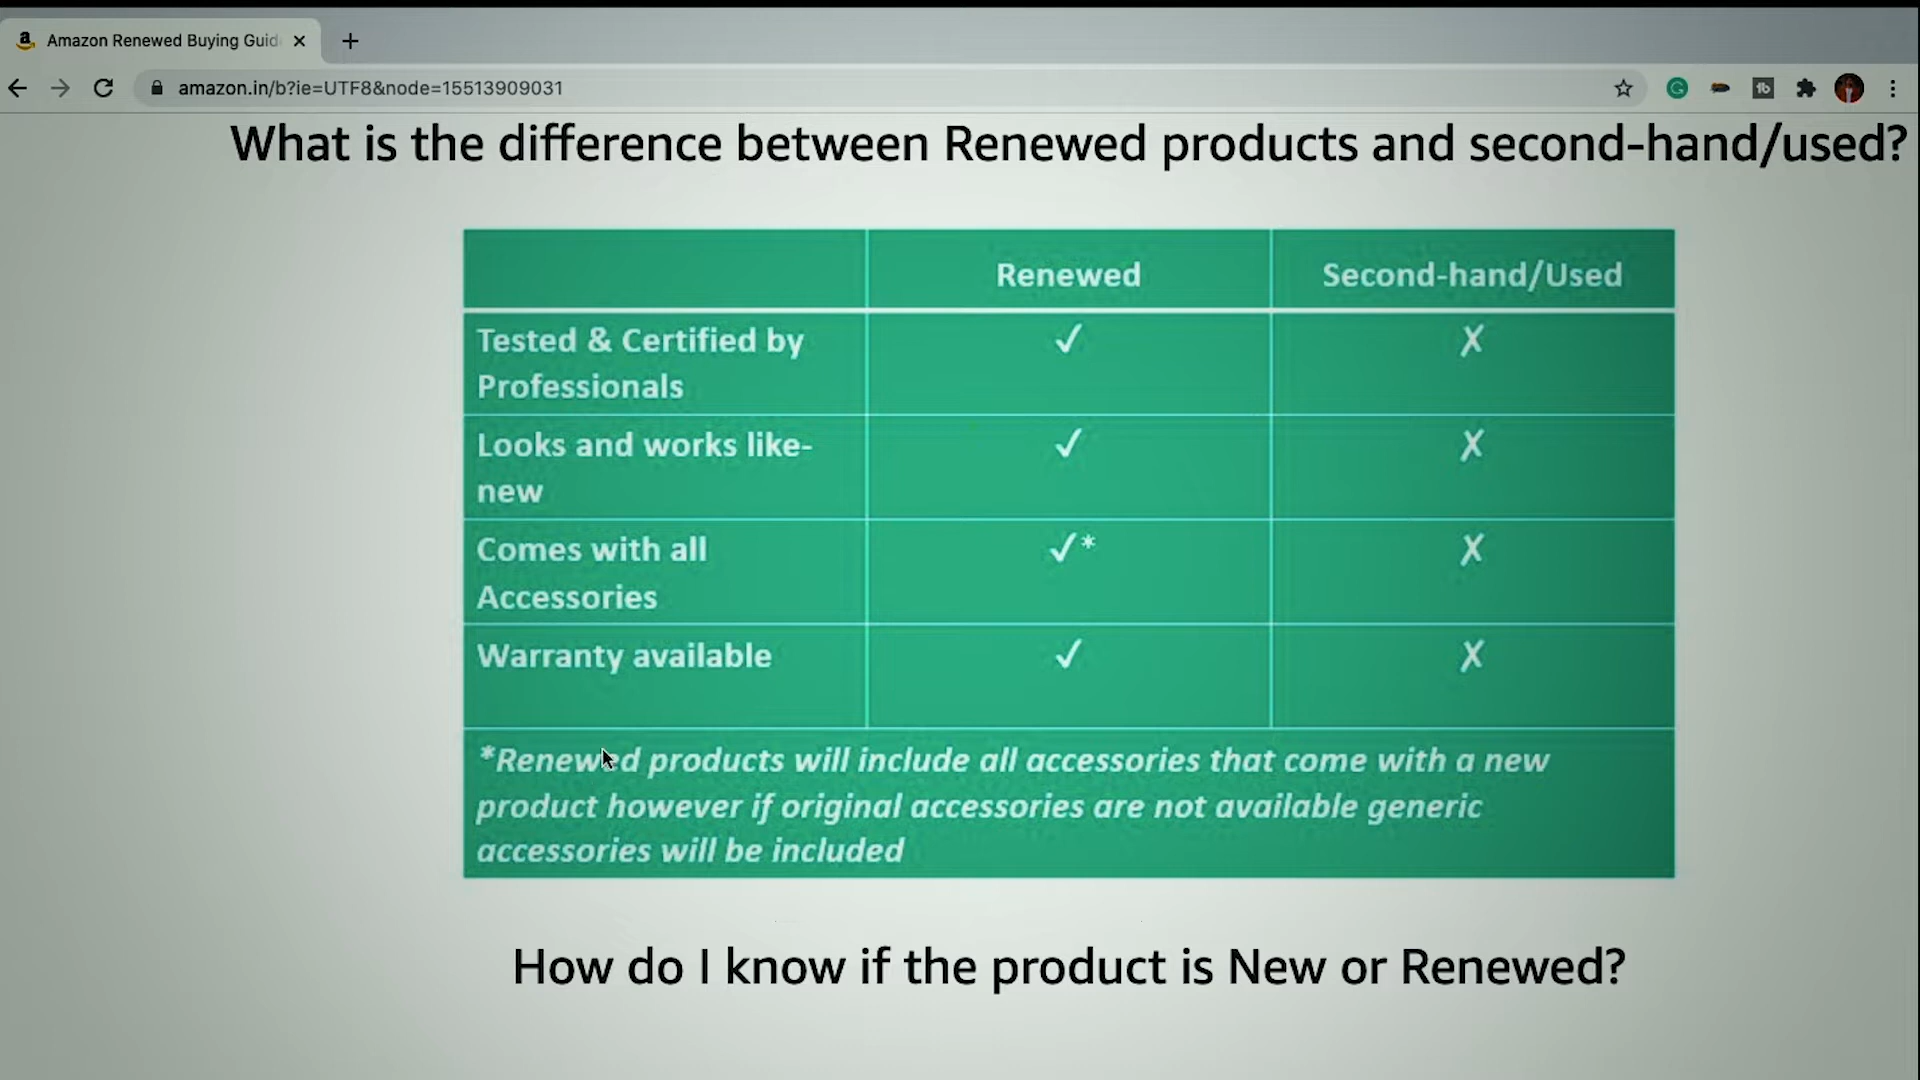 Amazon Renewed Buying Guid
amazon.in/b?ie=UTF8&node=15513909031
What is the difference between Renewed products and second-hand/used?
Renewed
Second-hand/Used
Tested & Certified by
Professionals
✓
✗
Looks and works like-
new
✓
✗
Comes with all
Accessories
✓*
✗
Warranty available
✓
✗
*Renewed products will include all accessories that come with a new
product however if original accessories are not available generic
accessories will be included
How do I know if the product is New or Renewed?